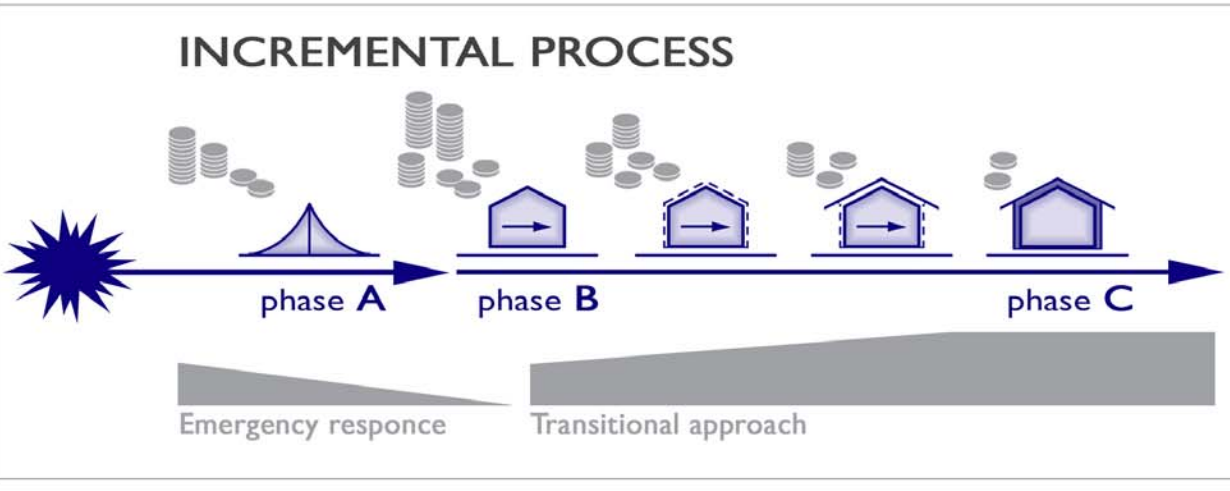 INCREMENTAL PROCESS
phase A
phase B
phase C
Emergency responce
Transitional approach